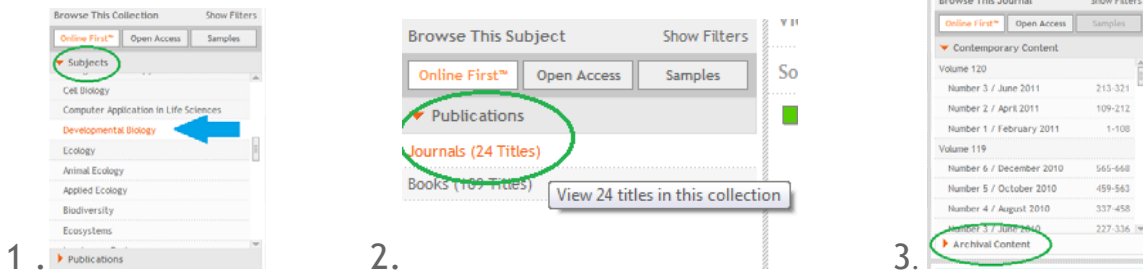 Browse This Collection Show Filters
Online First™ Open Access Samples
Subjects
Cell Biology
Computer Application in Life Sciences
Developmental Biology
Ecology
Animal Ecology
Applied Ecology
Biodiversity
Ecosystems
Publications
1.
Browse This Subject Show Filters
Online First™ Open Access Samples
Publications
Journals (24 Titles)
Books (109 Titles)
View 24 titles in this collection
So
2.
Browse This Journal Show Filters
Online First™ Open Access Samples
Contemporary Content
Volume 120
Number 3 / June 2011 213-321
Number 2 / April 2011 109-212
Number 1 / February 2011 1-108
Volume 119
Number 6 / December 2010 565-668
Number 5 / October 2010 459-563
Number 4 / August 2010 337-458
Number 3 / June 2010 227-336
Archival Content
3.